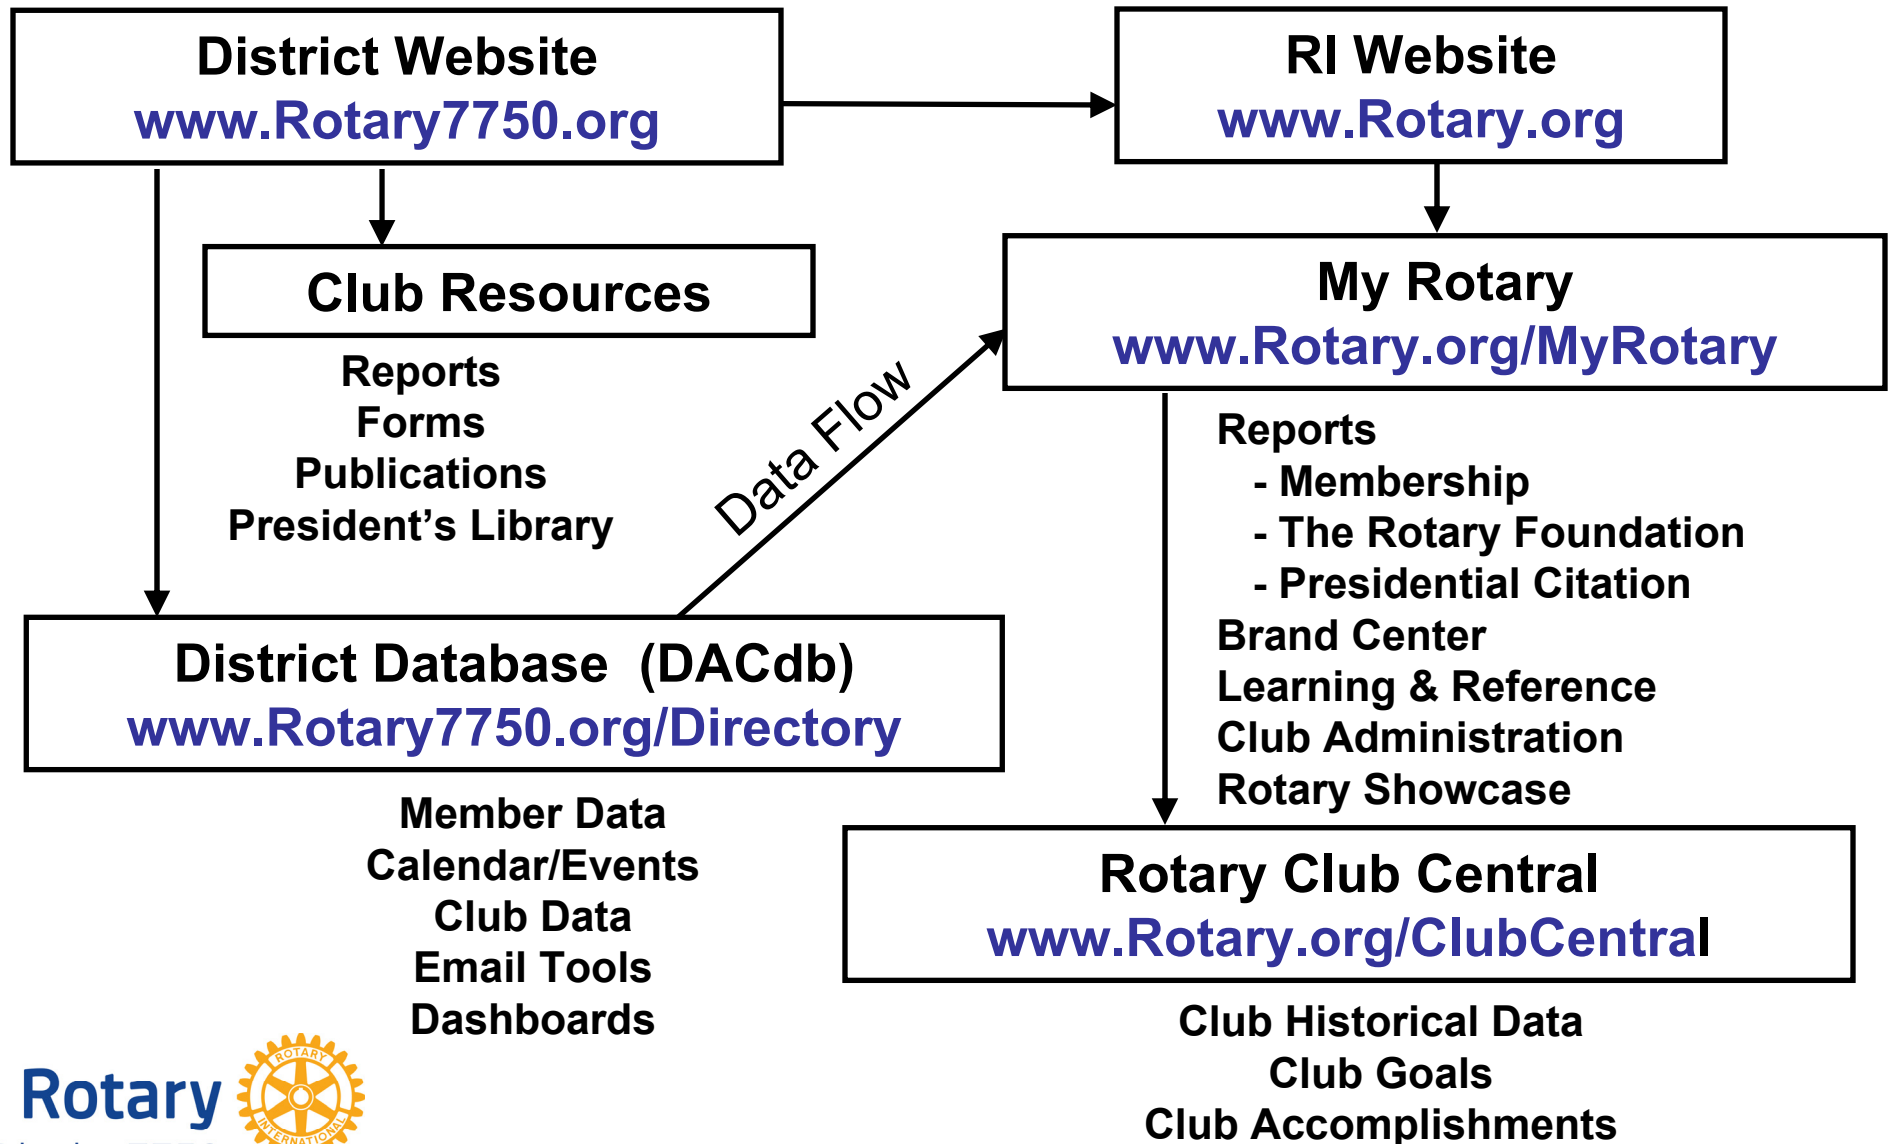 District Website
www.Rotary7750.org
RI Website
www.Rotary.org
Club Resources
Reports
Forms
Publications
President's Library
My Rotary
www.Rotary.org/MyRotary
Data Flow
Reports
- Membership
- The Rotary Foundation
- Presidential Citation
Brand Center
Learning & Reference
Club Administration
Rotary Showcase
District Database  (DACdb)
www.Rotary7750.org/Directory
Member Data
Calendar/Events
Club Data
Email Tools
Dashboards
Rotary Club Central
www.Rotary.org/ClubCentral
Club Historical Data
Club Goals
Club Accomplishments
Rotary
ROTARY
INTERNATIONAL